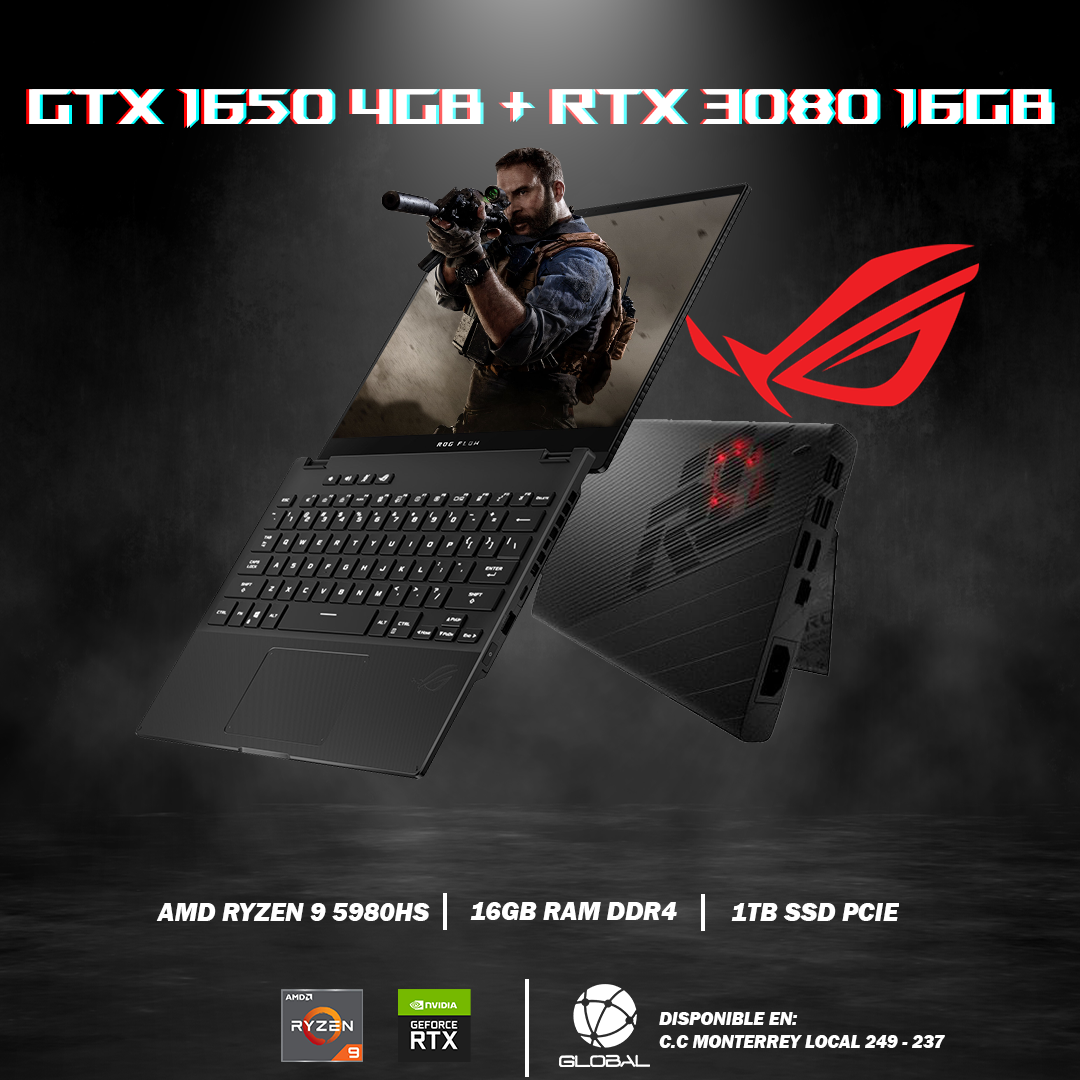 GTX 1650 4GB + RTX 3080 16GB
ROG FLOW
AMD RYZEN 9 5980HS | 16GB RAM DDR4 | 1TB SSD PCIE
AMD
RYZEN
9
NVIDIA
GEFORCE
RTX
GLOBAL
DISPONIBLE EN:
C.C MONTERREY LOCAL 249 - 237